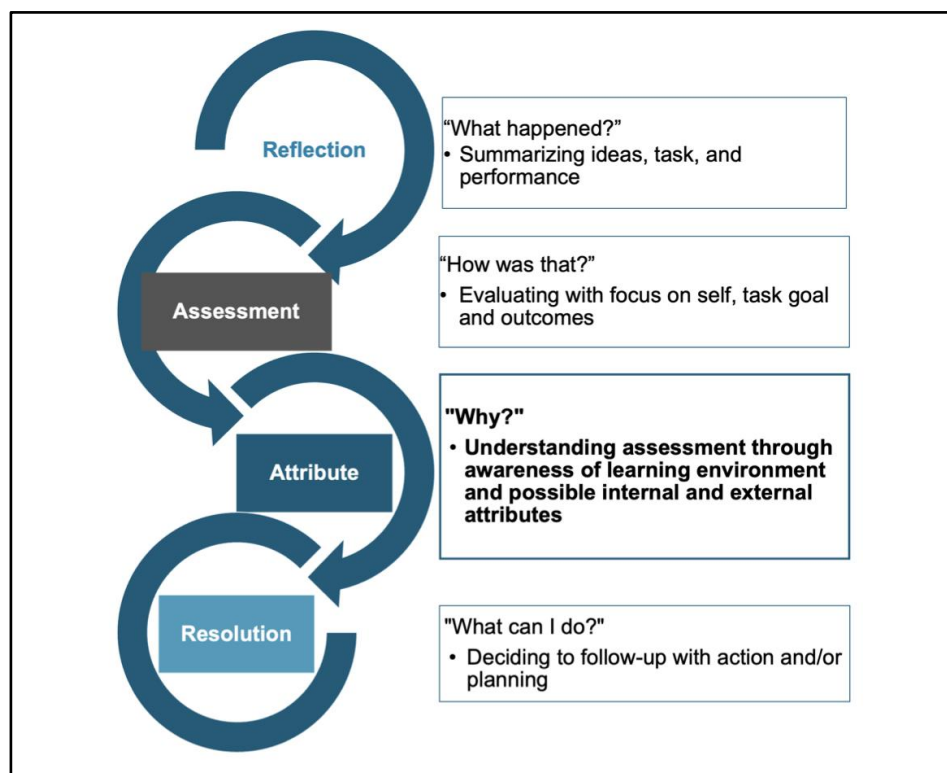 Reflection
“What happened?”
• Summarizing ideas, task, and
performance
Assessment
“How was that?”
• Evaluating with focus on self, task goal
and outcomes
Attribute
"Why?"
• Understanding assessment through
awareness of learning environment
and possible internal and external
attributes
Resolution
"What can I do?"
• Deciding to follow-up with action and/or
planning